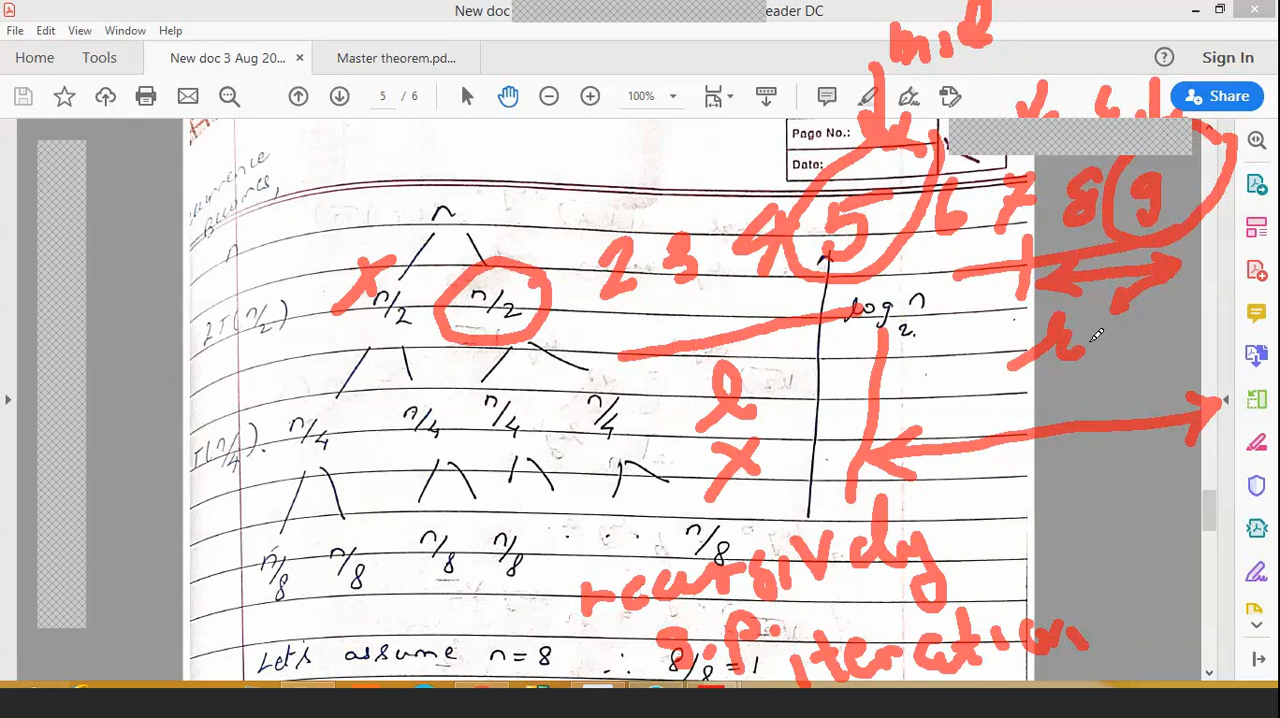 New doc eader DC
File Edit View Window Help
Home Tools New doc 3 Aug 20... × Master theorem.pd... Sign In
5 / 6 100% Share
mid
Page No.:
Date:
2 3 4 5 6 7 8 9
n
x n/2 n/2
2T(n/2)
log₂ n
r
l
x
n/4 n/4 n/4 n/4
T(n/4).
n/8 n/8 n/8 n/8 . . . n/8
recursively
g.p. iteration
Let's assume n=8 ∴ 8/8 = 1